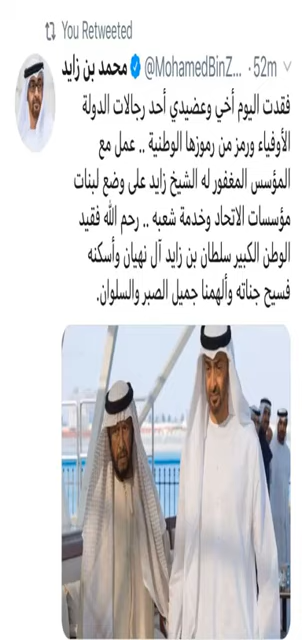 You Retweeted
محمد بن زايد @MohamedBinZ... · 52m
فقدت اليوم أخي وعضيدي أحد رجالات الدولة
الأوفياء ورمز من رموزها الوطنية .. عمل مع
المؤسس المغفور له الشيخ زايد على وضع لبنات
مؤسسات الاتحاد وخدمة شعبه .. رحم الله فقيد
الوطن الكبير سلطان بن زايد آل نهيان وأسكنه
فسيح جناته وألهمنا جميل الصبر والسلوان.